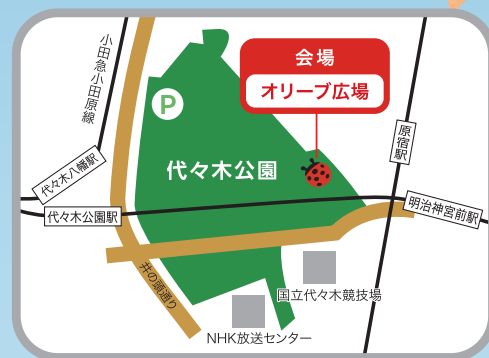 会場
オリーブ広場
小田急小田原線
P
代々木公園
原宿駅
代々木八幡駅
代々木公園駅
明治神宮前駅
井の頭通り
国立代々木競技場
NHK放送センター